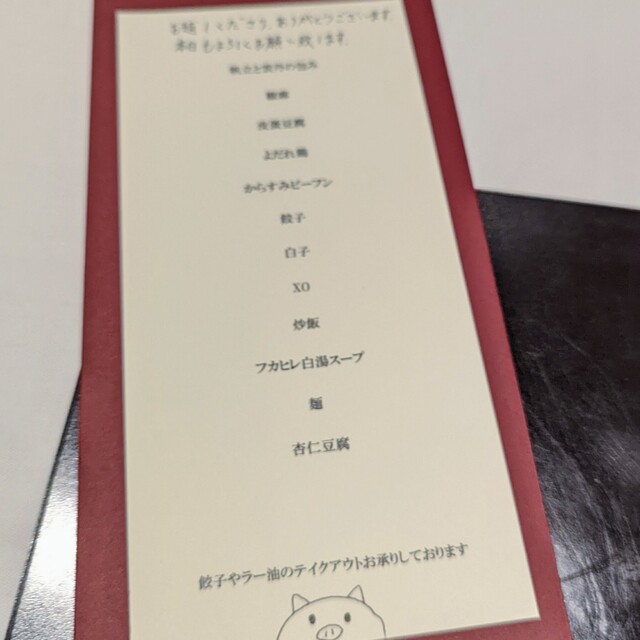 お越しくださり、ありがとうございます
本日もよろしくお願い致します
皮蛋豆腐
よだれ鶏
からすみビーフン
餃子
白子
XO
炒飯
フカヒレ白湯スープ
麺
杏仁豆腐
餃子やラー油のテイクアウトお承りしております